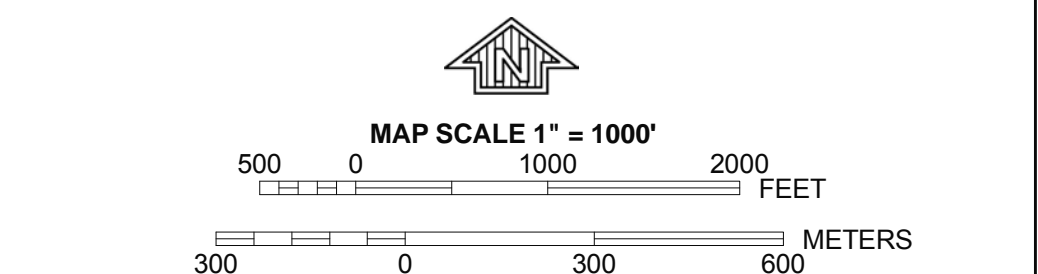 N
MAP SCALE 1" = 1000'
500 0 1000 2000
FEET
METERS
300 0 300 600